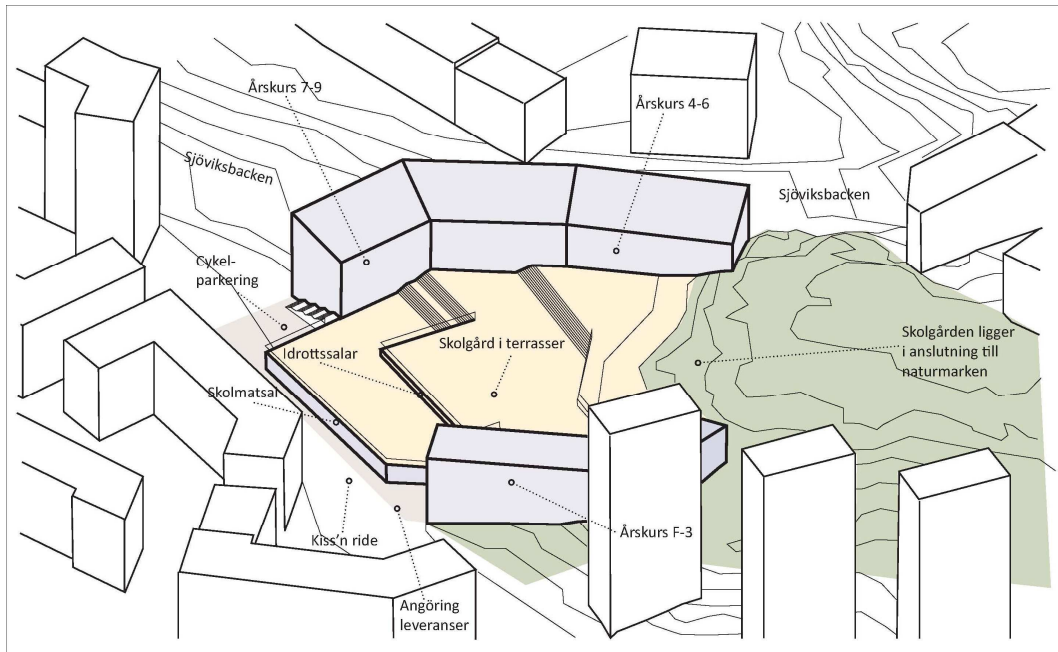 Årskurs 7-9
Årskurs 4-6
Sjöviksbacken
Sjöviksbacken
Cykel-
parkering
Idrottssalar
Skolgård i terrasser
Skolgården ligger
i anslutning till
naturmarken
Skolmatsal
Kiss'n ride
Årskurs F-3
Angöring
leveranser